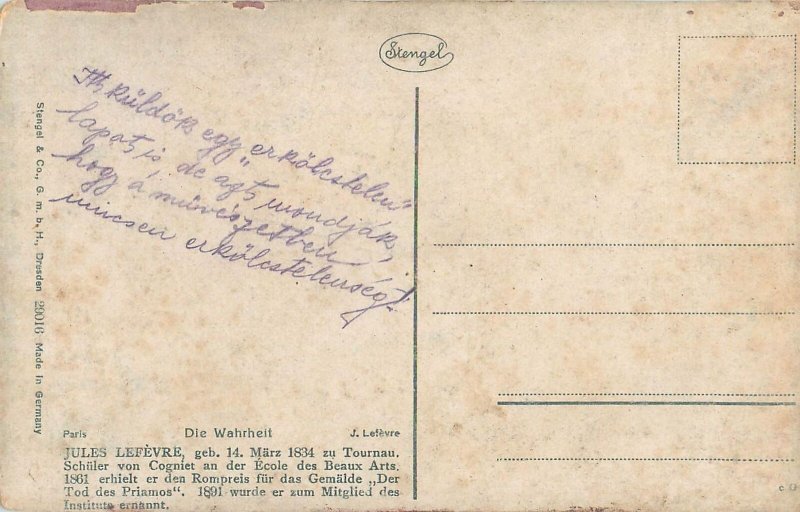 Stengel
Itt küldök egy "erkölcstelen"
lapot is, de azt mondják,
hogy a művészetben
nincsen erkölcstelenség!
Stengel & Co., G. m. b. H., Dresden 29016 Made in Germany
Paris Die Wahrheit J. Lefèvre
JULES LEFÈVRE, geb. 14. März 1834 zu Tournau.
Schüler von Cogniet an der École des Beaux Arts.
1861 erhielt er den Rompreis für das Gemälde „Der
Tod des Priamos". 1891 wurde er zum Mitglied des
Instituts ernannt.